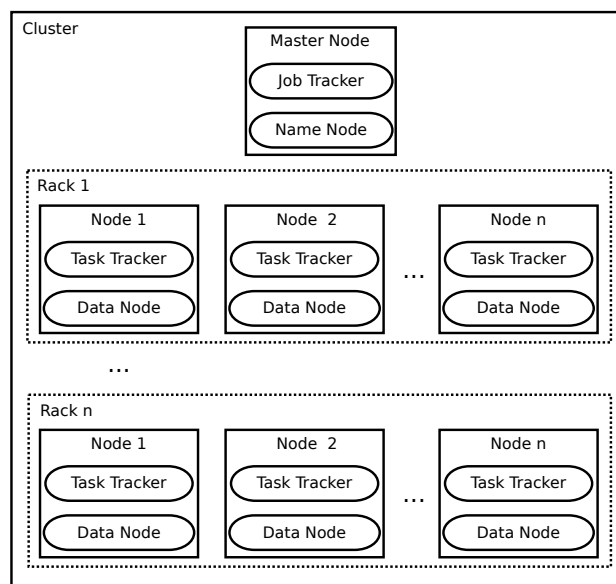 Cluster
Master Node
Job Tracker
Name Node
Rack 1
Node 1 Node 2 Node n
Task Tracker Task Tracker ... Task Tracker
Data Node Data Node Data Node
...
Rack n
Node 1 Node 2 Node n
Task Tracker Task Tracker ... Task Tracker
Data Node Data Node Data Node